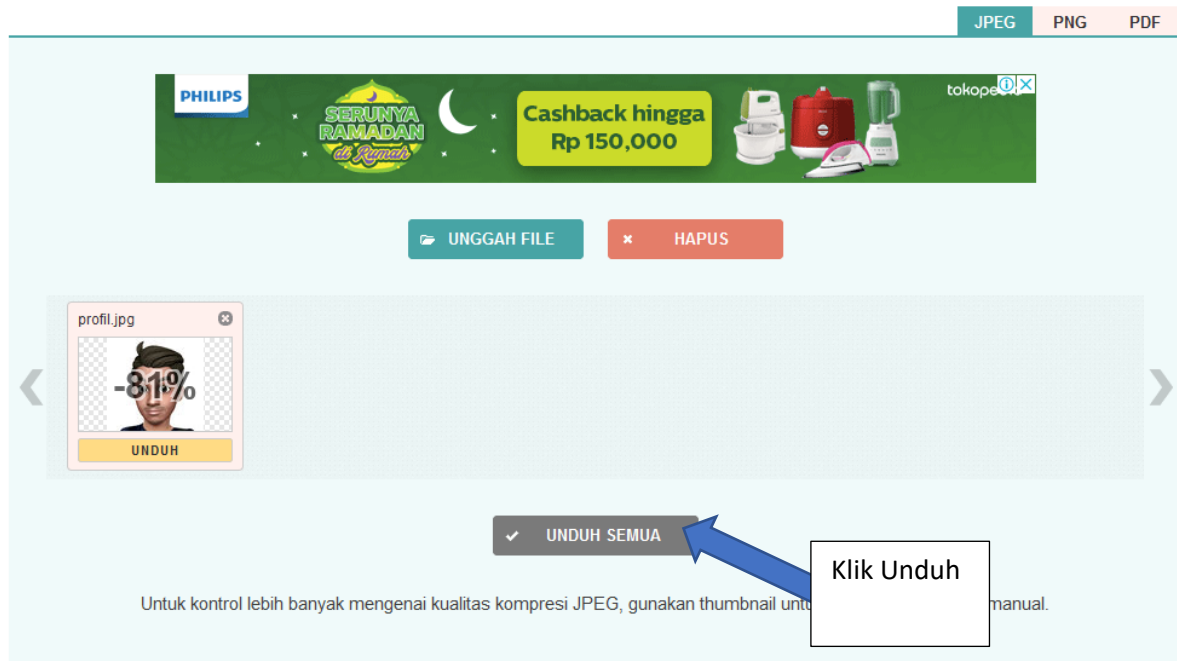 JPEG PNG PDF
PHILIPS
SERUNYA
RAMADAN
di Rumah
Cashback hingga
Rp 150,000
UNGGAH FILE
HAPUS
profil.jpg
-81%
UNDUH
UNDUH SEMUA
Klik Unduh
Untuk kontrol lebih banyak mengenai kualitas kompresi JPEG, gunakan thumbnail manual.